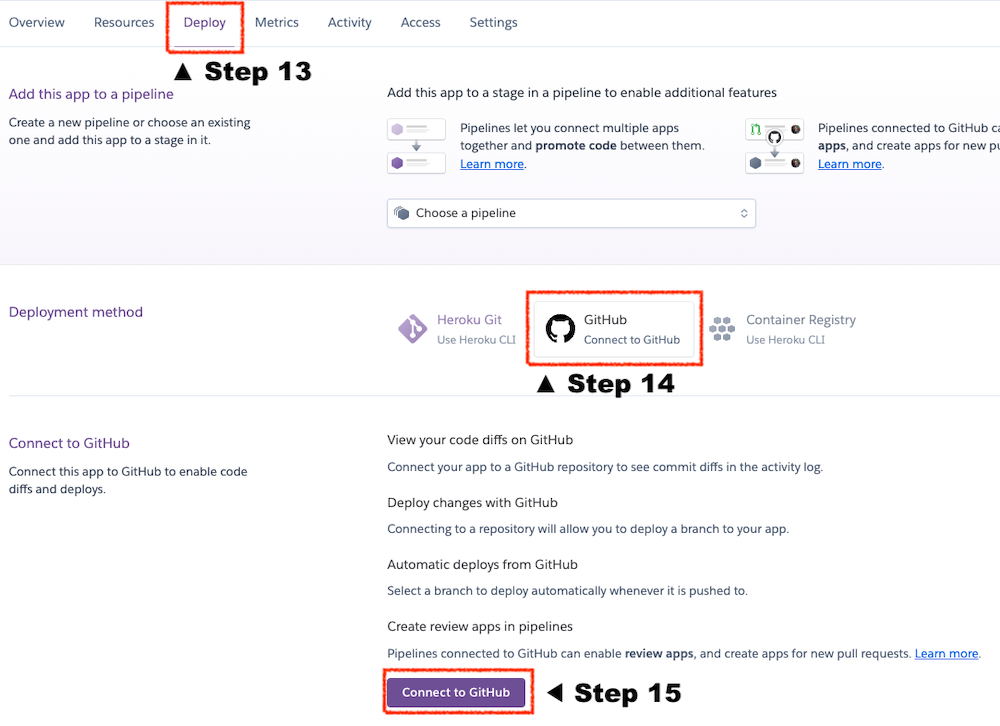 Overview Resources Deploy Metrics Activity Access Settings
▲ Step 13
Add this app to a pipeline
Create a new pipeline or choose an existing
one and add this app to a stage in it.
Add this app to a stage in a pipeline to enable additional features
Pipelines let you connect multiple apps
together and promote code between them.
Learn more.
Pipelines connected to GitHub
apps, and create apps for new
Learn more.
Choose a pipeline
Deployment method
Heroku Git
Use Heroku CLI
GitHub
Connect to GitHub
Container Registry
Use Heroku CLI
▲ Step 14
Connect to GitHub
Connect this app to GitHub to enable code
diffs and deploys.
View your code diffs on GitHub
Connect your app to a GitHub repository to see commit diffs in the activity log.
Deploy changes with GitHub
Connecting to a repository will allow you to deploy a branch to your app.
Automatic deploys from GitHub
Select a branch to deploy automatically whenever it is pushed to.
Create review apps in pipelines
Pipelines connected to GitHub can enable review apps, and create apps for new pull requests. Learn more.
Connect to GitHub
◀ Step 15